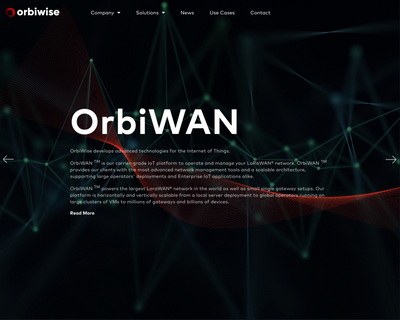 orbiwise
Company Solutions News Use Cases Contact
OrbiWAN
OrbiWise develops advanced technologies for the Internet of Things.
OrbiWAN TM is our carrier-grade IoT platform to operate and manage your LoRaWAN® network. OrbiWAN TM
provides our clients with the most advanced network management tools and a scalable architecture,
supporting large operators' deployments and Enterprise IoT applications alike.
OrbiWAN TM powers the largest LoraWAN® network in the world as well as small single gateway setups. Our
platform is horizontally and vertically scalable from a local server deployment to global operators running on
large clusters of VMs to millions of gateways and billions of devices.
Read More